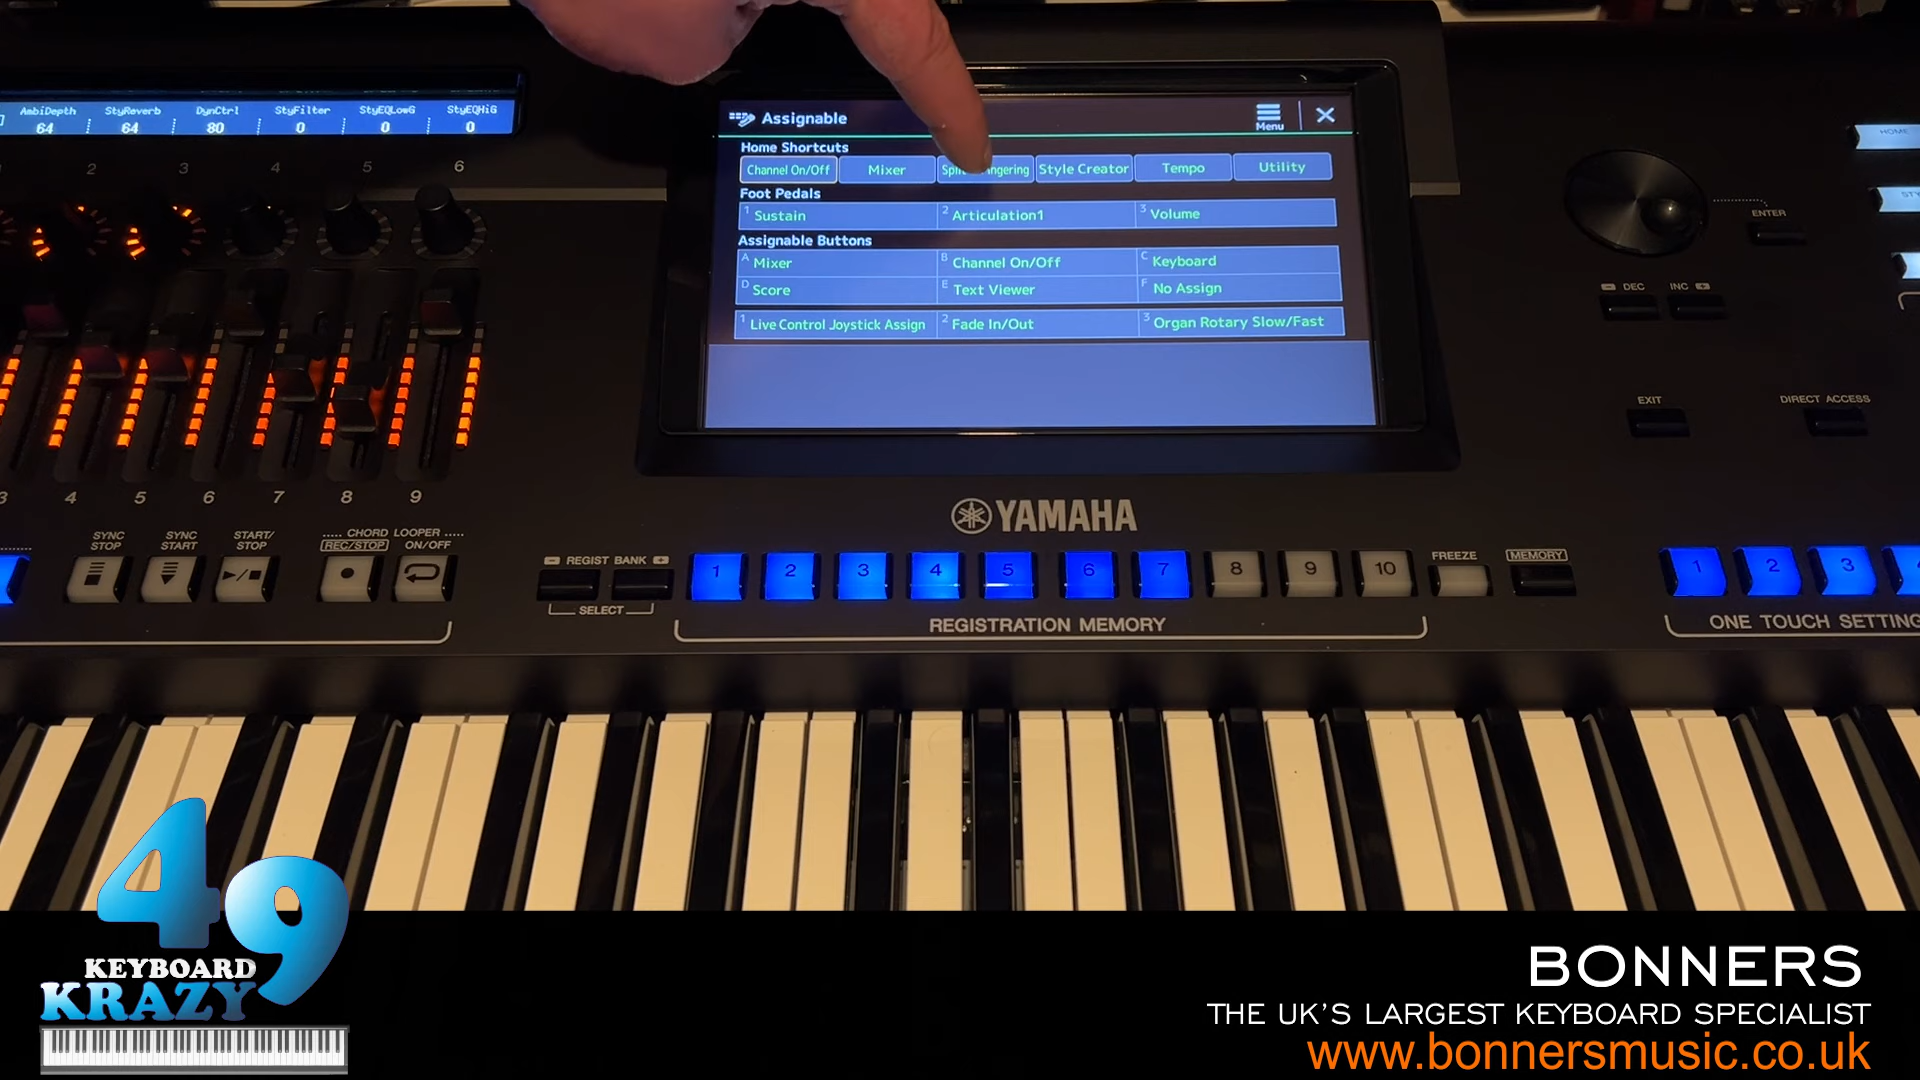 AmbiDepth StyReverb DynCtrl StyFilter StyEQLowG StyEQHiG
64 64 80 0 0 0
2 3 4 5 6
Assignable
Menu
Home Shortcuts
Channel On/Off Mixer Style Creator Tempo Utility
Foot Pedals
1 Sustain 2 Articulation1 3 Volume
Assignable Buttons
A Mixer B Channel On/Off C Keyboard
D Score E Text Viewer F No Assign
1 Live Control Joystick Assign 2 Fade In/Out 3 Organ Rotary Slow/Fast
HOME
ENTER
- DEC INC +
EXIT
DIRECT ACCESS
3 4 5 6 7 8 9
YAMAHA
SYNC STOP
SYNC START
START/STOP
CHORD LOOPER
REC/STOP ON/OFF
- REGIST BANK +
SELECT
1 2 3 4 5 6 7 8 9 10
FREEZE
MEMORY
REGISTRATION MEMORY
1 2 3 4
ONE TOUCH SETTING
49
KEYBOARD
KRAZY
BONNERS
THE UK'S LARGEST KEYBOARD SPECIALIST
www.bonnersmusic.co.uk